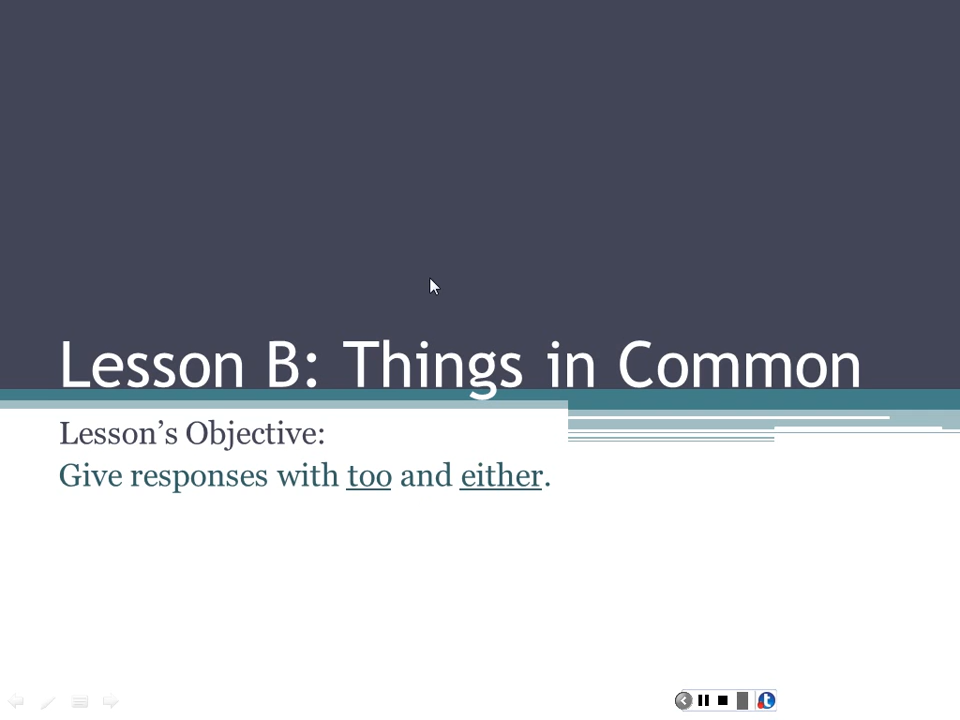 Lesson B: Things in Common
Lesson’s Objective:
Give responses with too and either.